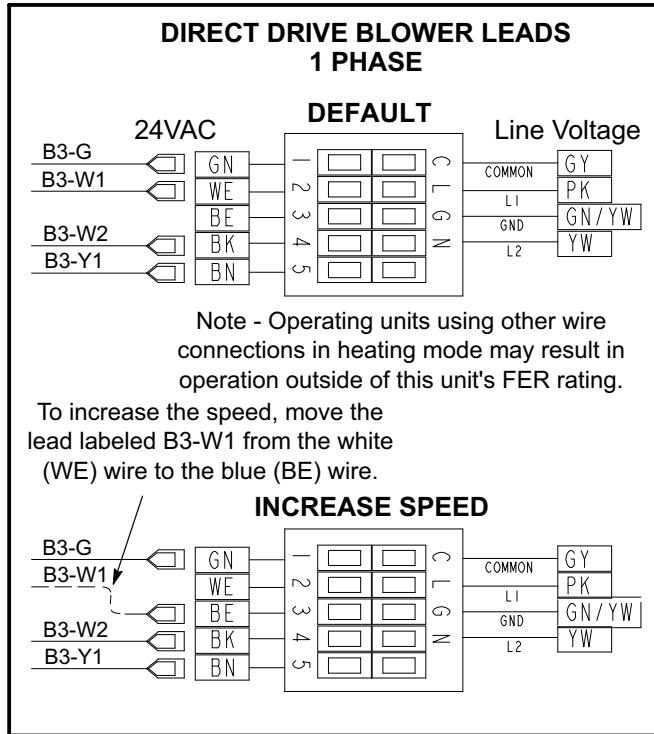 DIRECT DRIVE BLOWER LEADS
1 PHASE
DEFAULT
24VAC
Line Voltage
B3-G GN 1 C COMMON GY
B3-W1 WE 2 L L1 PK
BE 3 G GND GN/YW
B3-W2 BK 4 N L2 YW
B3-Y1 BN 5
Note - Operating units using other wire
connections in heating mode may result in
operation outside of this unit's FER rating.
To increase the speed, move the
lead labeled B3-W1 from the white
(WE) wire to the blue (BE) wire.
INCREASE SPEED
B3-G GN 1 C COMMON GY
B3-W1 WE 2 L L1 PK
BE 3 G GND GN/YW
B3-W2 BK 4 N L2 YW
B3-Y1 BN 5